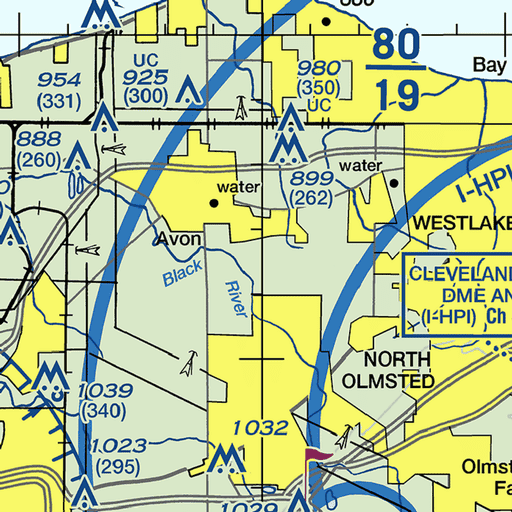 80
19
Bay
954
(331)
UC
925
(300)
980
(350)
UC
888
(260)
water
water
899
(262)
I-HPI
WESTLAKE
Avon
Black
River
CLEVELAND
DME AN
(I-HPI) Ch
NORTH
OLMSTED
1039
(340)
1032
1023
(295)
Olmst
Fa
1029